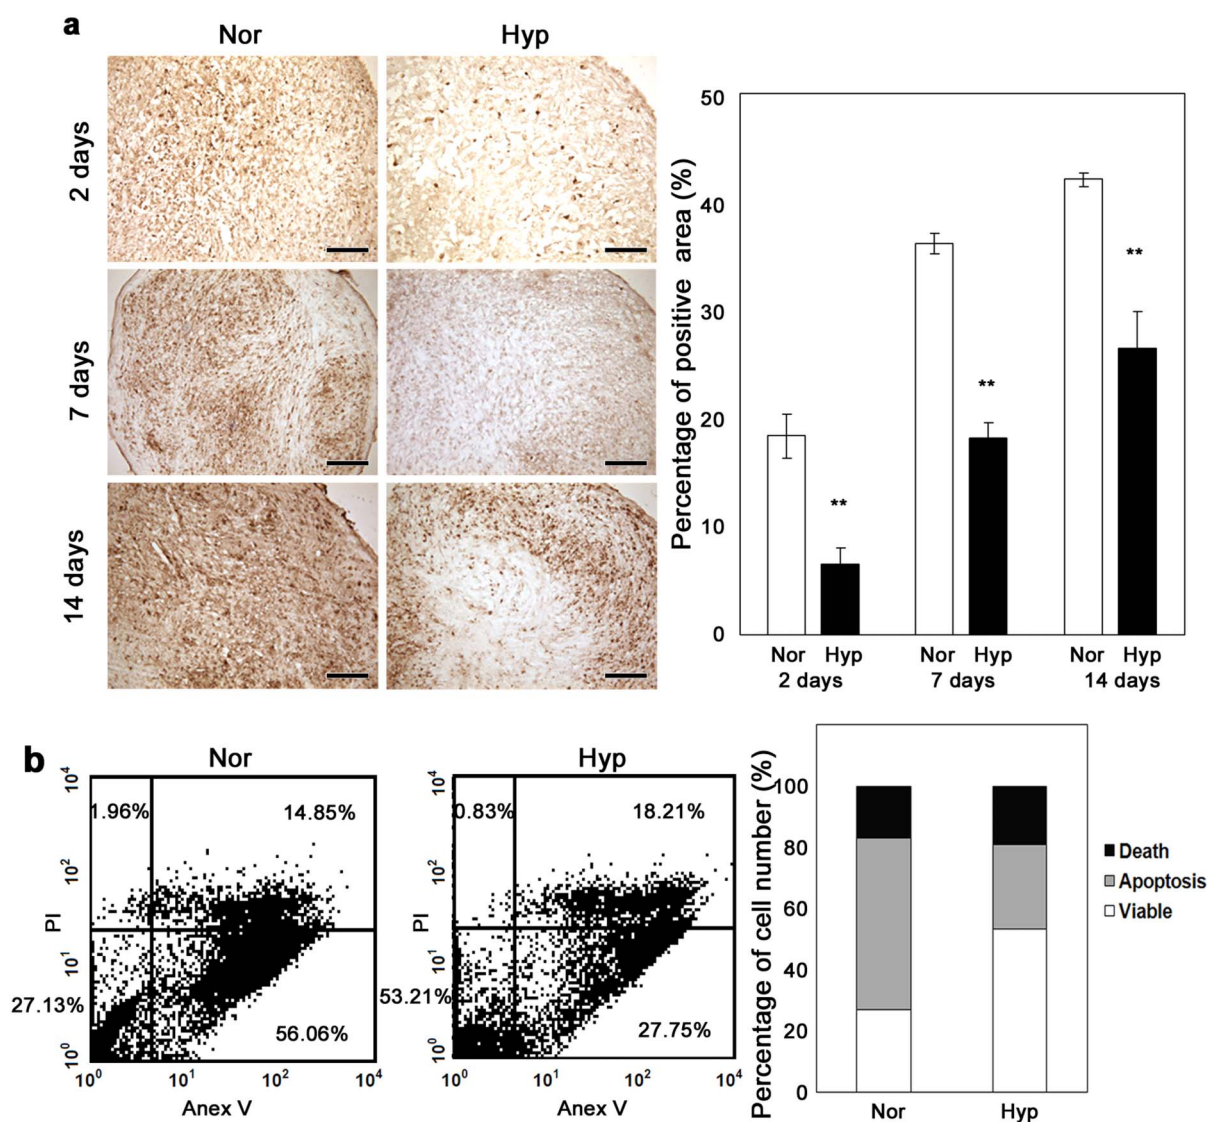 a
Nor
Hyp
2 days
7 days
14 days
Percentage of positive area (%)
50
40
30
20
10
0
**
**
**
Nor Hyp Nor Hyp Nor Hyp
2 days 7 days 14 days
b
Nor
1.96%
14.85%
27.13%
56.06%
PI
10⁴
10²
10¹
10⁰
10⁰ 10¹ 10² 10⁴
Anex V
Hyp
0.83%
18.21%
53.21%
27.75%
PI
10⁴
10²
10¹
10⁰
10⁰ 10¹ 10² 10⁴
Anex V
Percentage of cell number (%)
100
80
60
40
20
0
Nor Hyp
Death
Apoptosis
Viable